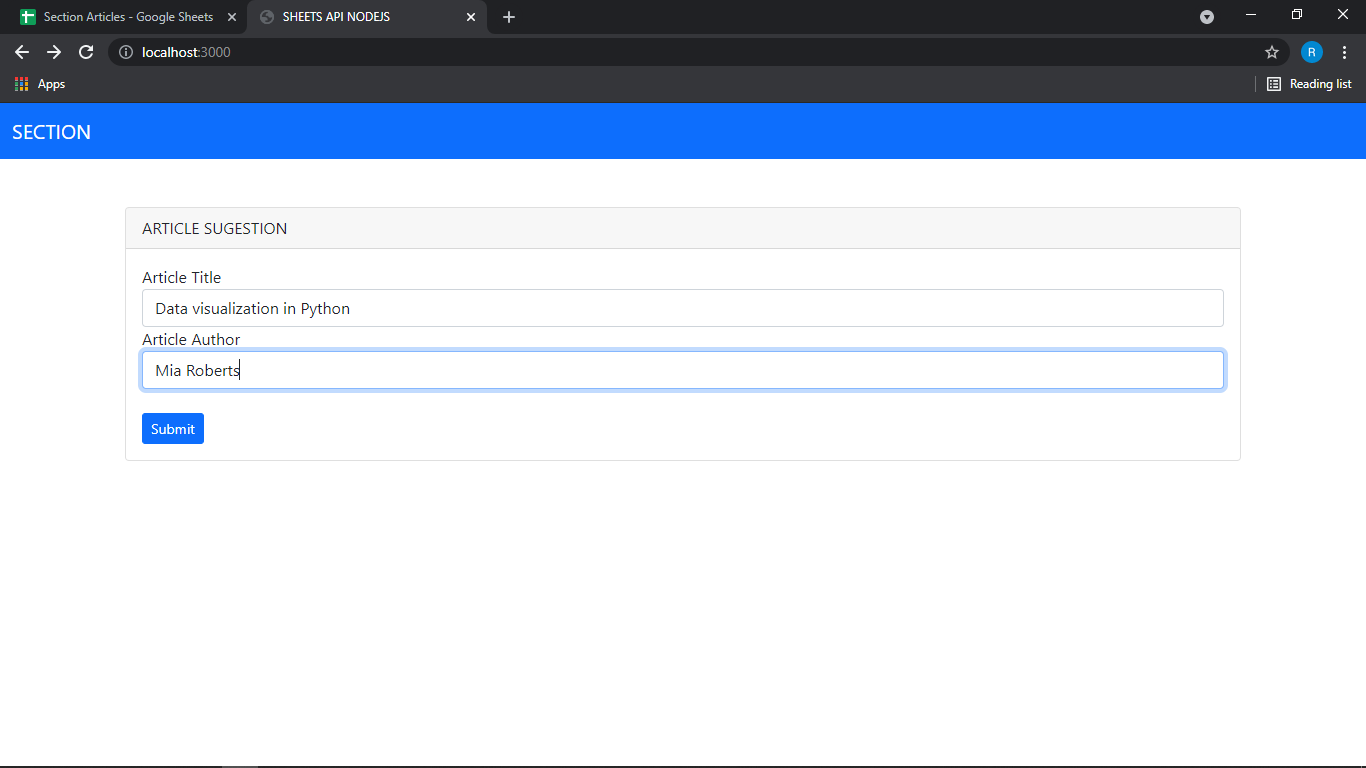 Section Articles - Google Sheets
SHEETS API NODEJS
localhost:3000
R
Apps
Reading list
SECTION
ARTICLE SUGESTION
Article Title
Data visualization in Python
Article Author
Mia Roberts
Submit